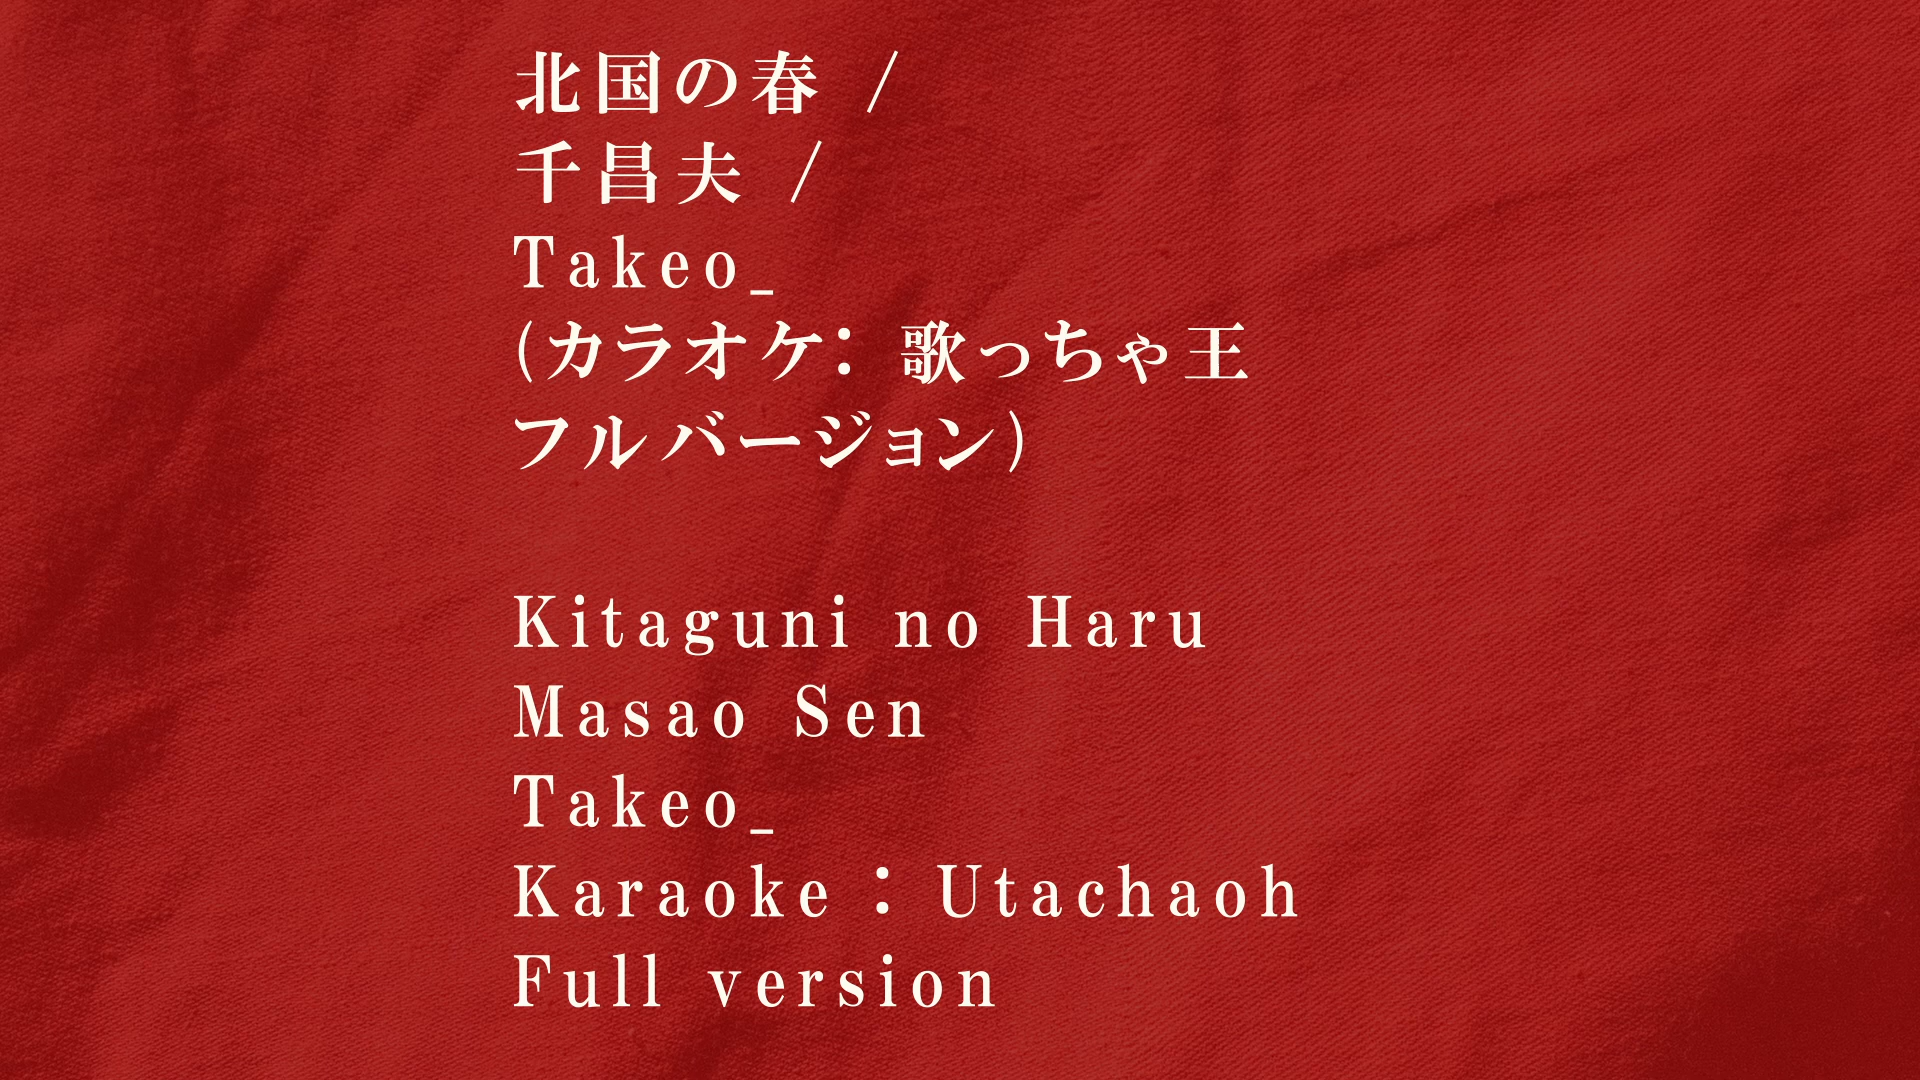 北国の春 /
千昌夫 /
Takeo_
(カラオケ: 歌っちゃ王
フルバージョン)
Kitaguni no Haru
Masao Sen
Takeo_
Karaoke : Utachaoh
Full version